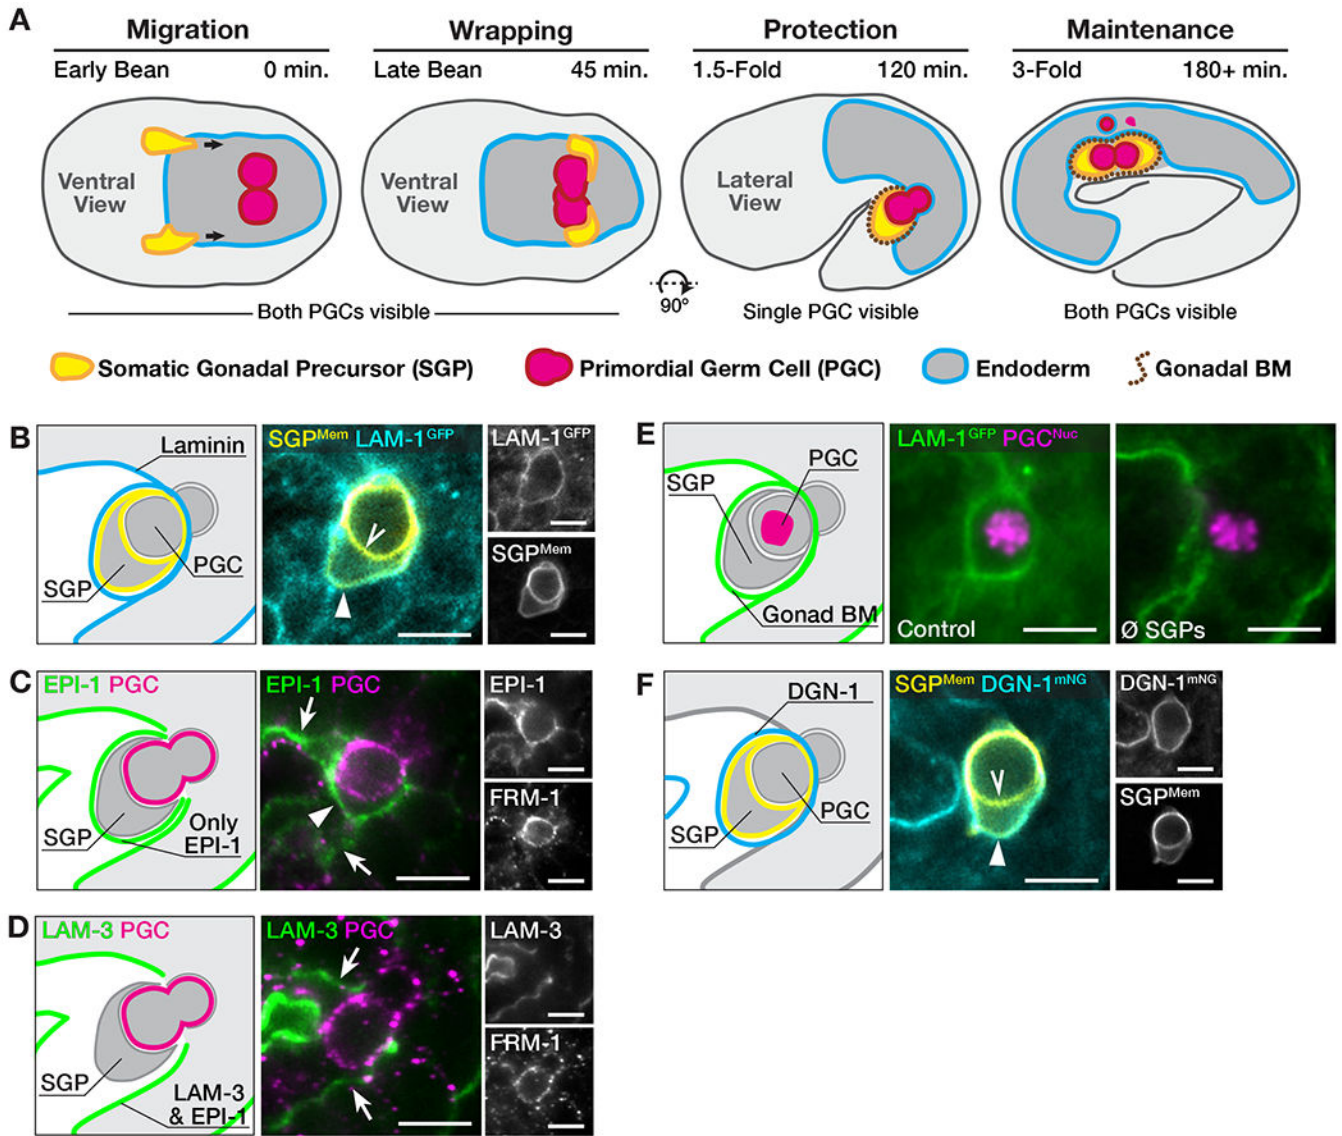 A
Migration
Wrapping
Protection
Maintenance
Early Bean 0 min.
Late Bean 45 min.
1.5-Fold 120 min.
3-Fold 180+ min.
Ventral
View
Ventral
View
Lateral
View
90°
Both PGCs visible
Single PGC visible
Both PGCs visible
Somatic Gonadal Precursor (SGP)
Primordial Germ Cell (PGC)
Endoderm
Gonadal BM
B
Laminin
SGP
PGC
SGPMem LAM-1GFP
LAM-1GFP
SGPMem
E
PGC
SGP
Gonad BM
LAM-1GFP PGCNuc
Control
Ø SGPs
C
EPI-1 PGC
SGP
Only
EPI-1
EPI-1 PGC
EPI-1
FRM-1
F
DGN-1
SGP
PGC
SGPMem DGN-1mNG
DGN-1mNG
SGPMem
D
LAM-3 PGC
SGP
LAM-3
& EPI-1
LAM-3 PGC
LAM-3
FRM-1